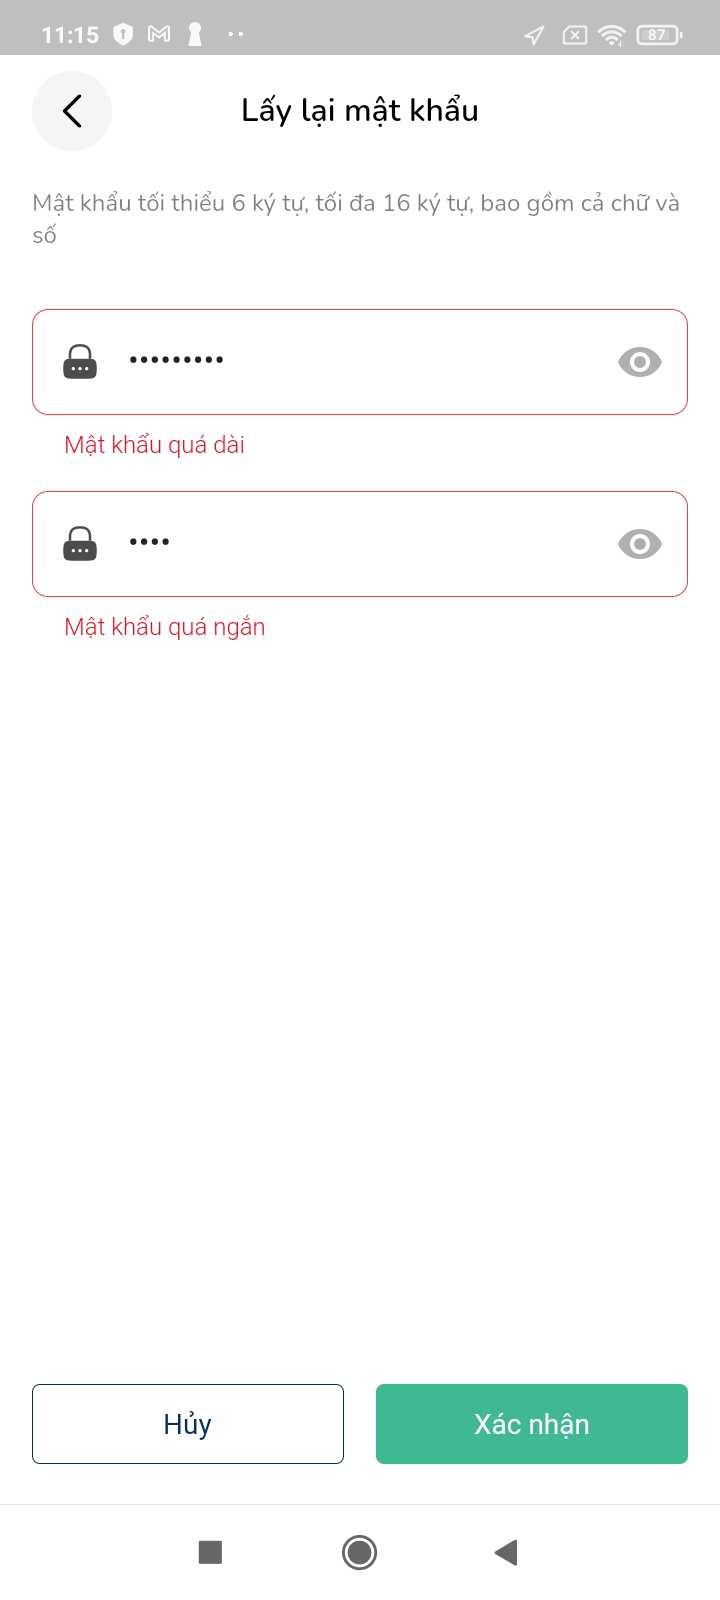 11:15
87
Lấy lại mật khẩu
Mật khẩu tối thiểu 6 ký tự, tối đa 16 ký tự, bao gồm cả chữ và
số
•••••••••
Mật khẩu quá dài
••••
Mật khẩu quá ngắn
Hủy
Xác nhận